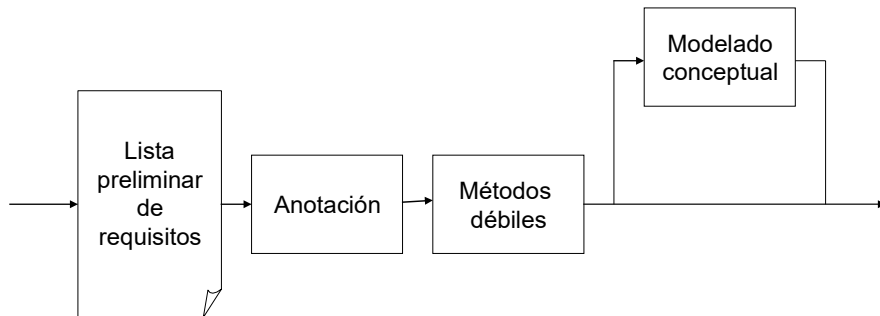 Lista
preliminar
de
requisitos
Anotación
Métodos
débiles
Modelado
conceptual